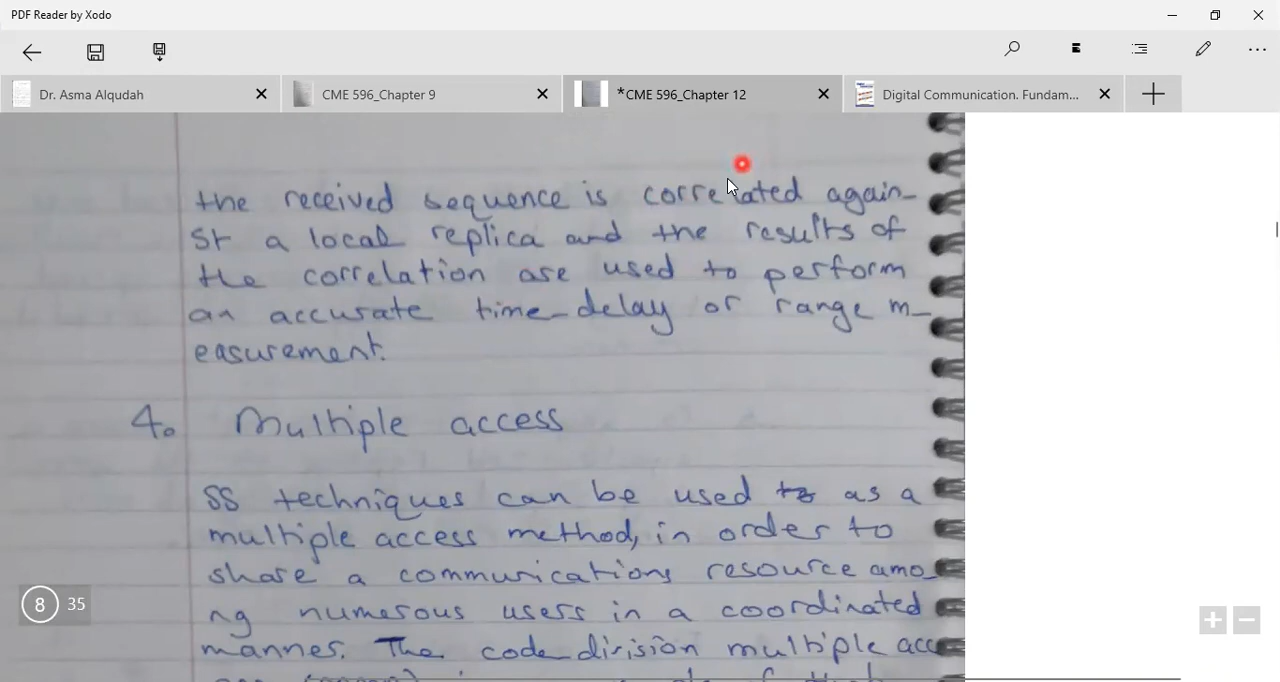 PDF Reader by Xodo
Dr. Asma Alqudah
CME 596_Chapter 9
*CME 596_Chapter 12
Digital Communication. Fundam...
the received sequence is correlated again-
st a local replica and the results of
the correlation are used to perform
an accurate time-delay or range m-
easurement.
4. Multiple access
SS techniques can be used as a
multiple access method, in order to
share a communications resource amo-
ng numerous users in a coordinated
manner. The code-division multiple acc
8 35